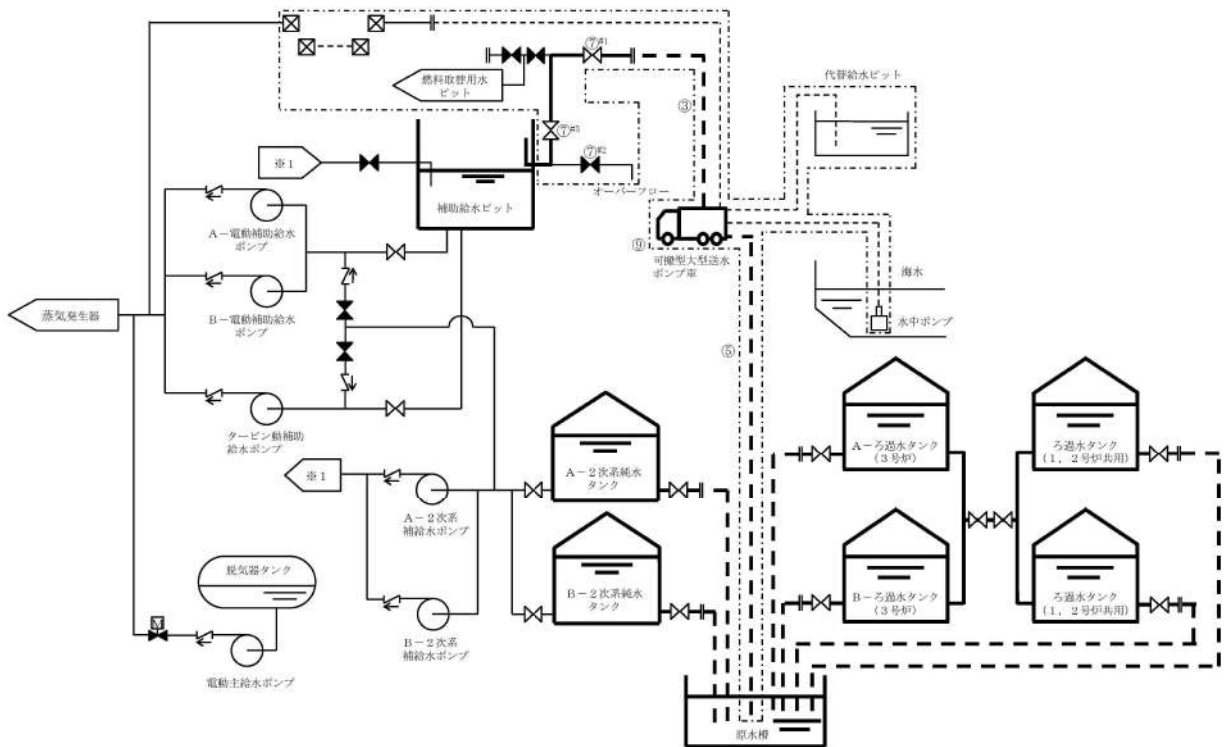 ⑦#1
代替給水ピット
燃料取替用水
ピット
③
⑦#3
⑦#2
※1
オーバーフロー
補助給水ピット
A－電動補助給水
ポンプ
⑨
可搬型大型送水
ポンプ車
海水
蒸気発生器
B－電動補助給水
ポンプ
水中ポンプ
⑤
タービン動補助
給水ポンプ
A－ろ過水タンク
(3号炉)
ろ過水タンク
(1，2号炉共用)
※1
A－2次系純水
タンク
A－2次系
補給水ポンプ
脱気器タンク
B－2次系純水
タンク
B－ろ過水タンク
(3号炉)
ろ過水タンク
(1，2号炉共用)
B－2次系
補給水ポンプ
M
電動主給水ポンプ
原水槽